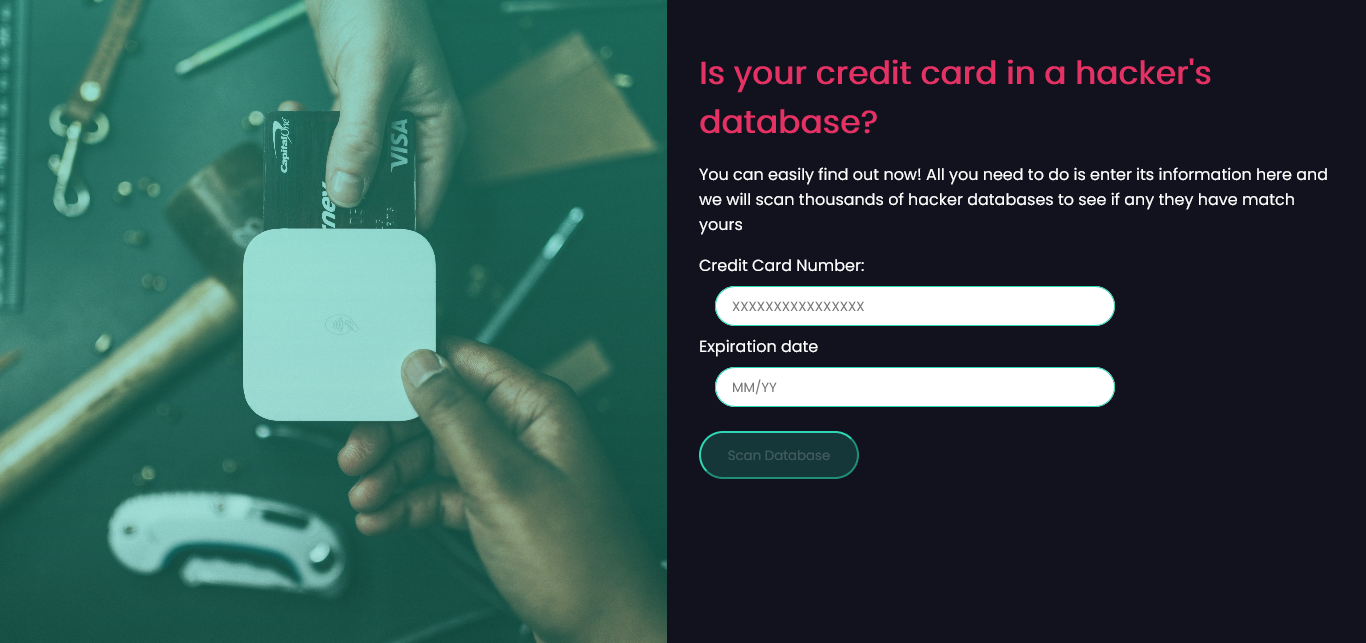 CapitalOne
VISA
Is your credit card in a hacker's
database?
You can easily find out now! All you need to do is enter its information here and
we will scan thousands of hacker databases to see if any they have match
yours
Credit Card Number:
XXXXXXXXXXXXXXXX
Expiration date
MM/YY
Scan Database